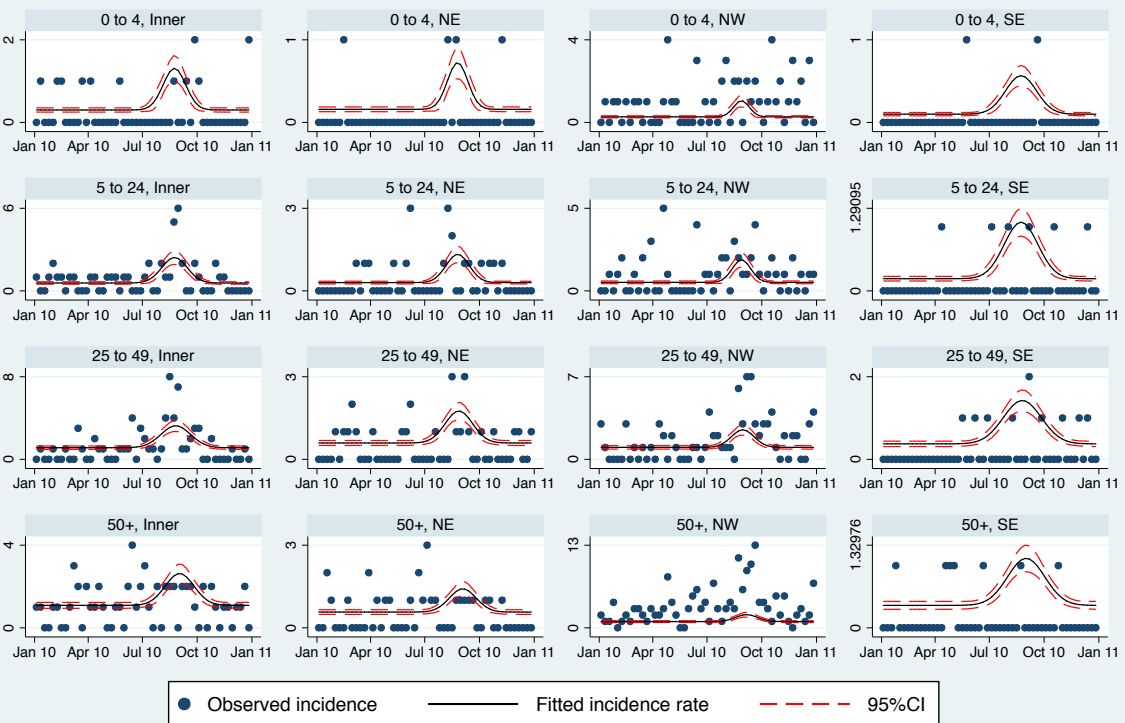 0 to 4, Inner 0 to 4, NE 0 to 4, NW 0 to 4, SE
2 1 4 1
0 0 0 0
Jan 10 Apr 10 Jul 10 Oct 10 Jan 11 Jan 10 Apr 10 Jul 10 Oct 10 Jan 11 Jan 10 Apr 10 Jul 10 Oct 10 Jan 11 Jan 10 Apr 10 Jul 10 Oct 10 Jan 11
5 to 24, Inner 5 to 24, NE 5 to 24, NW 5 to 24, SE
6 3 5 1.29095
0 0 0 0
Jan 10 Apr 10 Jul 10 Oct 10 Jan 11 Jan 10 Apr 10 Jul 10 Oct 10 Jan 11 Jan 10 Apr 10 Jul 10 Oct 10 Jan 11 Jan 10 Apr 10 Jul 10 Oct 10 Jan 11
25 to 49, Inner 25 to 49, NE 25 to 49, NW 25 to 49, SE
8 3 7 2
0 0 0 0
Jan 10 Apr 10 Jul 10 Oct 10 Jan 11 Jan 10 Apr 10 Jul 10 Oct 10 Jan 11 Jan 10 Apr 10 Jul 10 Oct 10 Jan 11 Jan 10 Apr 10 Jul 10 Oct 10 Jan 11
50+, Inner 50+, NE 50+, NW 50+, SE
4 3 13 1.32976
0 0 0 0
Jan 10 Apr 10 Jul 10 Oct 10 Jan 11 Jan 10 Apr 10 Jul 10 Oct 10 Jan 11 Jan 10 Apr 10 Jul 10 Oct 10 Jan 11 Jan 10 Apr 10 Jul 10 Oct 10 Jan 11
Observed incidence Fitted incidence rate 95%CI